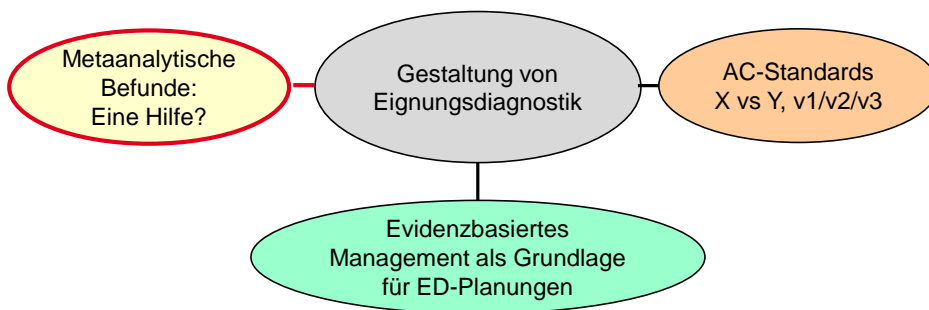 Metaanalytische
Befunde:
Eine Hilfe?
Gestaltung von
Eignungsdiagnostik
AC-Standards
X vs Y, v1/v2/v3
Evidenzbasiertes
Management als Grundlage
für ED-Planungen